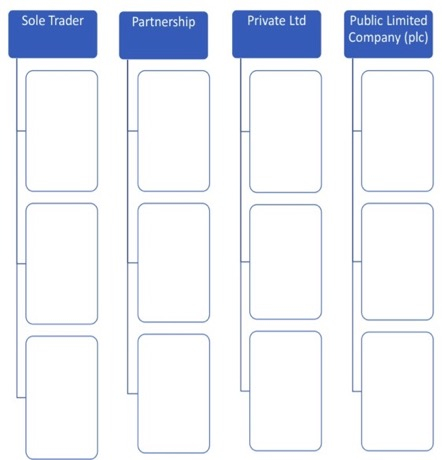 Sole Trader
Partnership
Private Ltd
Public Limited
Company (plc)